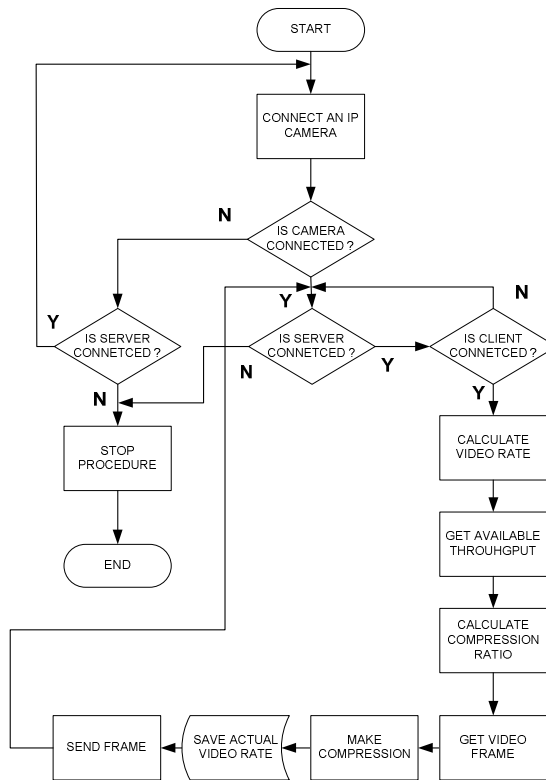 START
CONNECT AN IP
CAMERA
N
IS CAMERA
CONNECTED ?
Y
N
Y
IS SERVER
CONNETCED ?
IS SERVER
CONNETCED ?
IS CLIENT
CONNETCED ?
N
N
Y
Y
STOP
PROCEDURE
CALCULATE
VIDEO RATE
END
GET AVAILABLE
THROUHGPUT
CALCULATE
COMPRESSION
RATIO
SEND FRAME
SAVE ACTUAL
VIDEO RATE
MAKE
COMPRESSION
GET VIDEO
FRAME